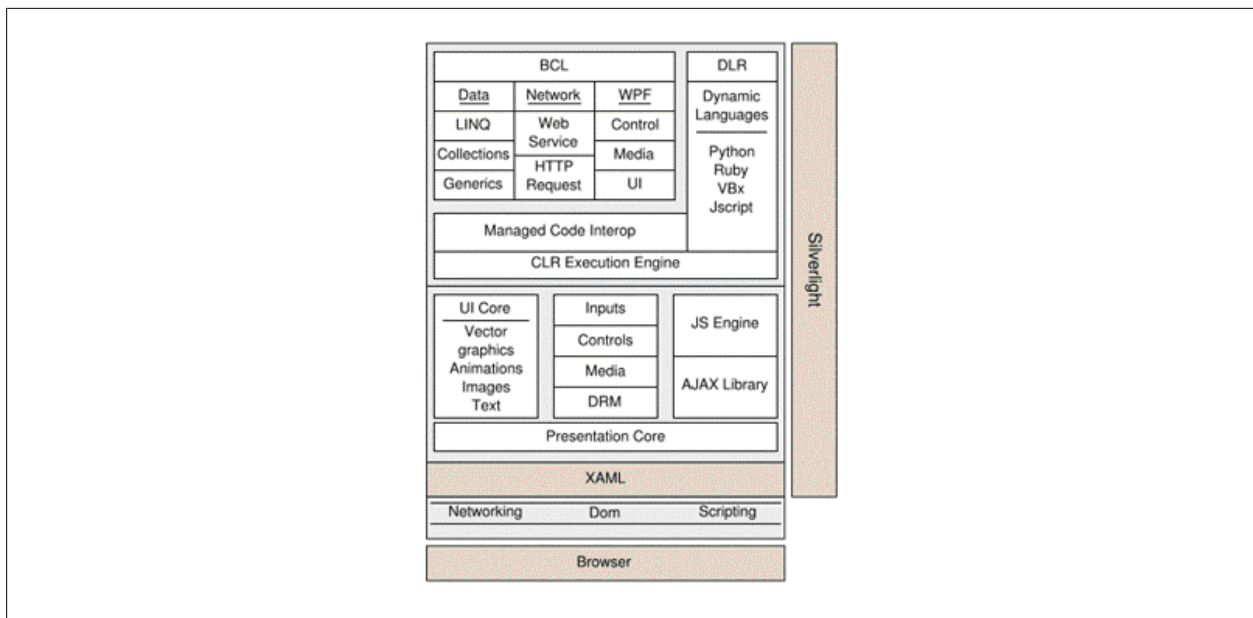 BCL
DLR
Data
Network
WPF
LINQ
Collections
Generics
Web
Service
HTTP
Request
Control
Media
UI
Dynamic
Languages
Python
Ruby
VBx
Jscript
Managed Code Interop
CLR Execution Engine
UI Core
Vector
graphics
Animations
Images
Text
Inputs
Controls
Media
DRM
JS Engine
AJAX Library
Presentation Core
XAML
Networking Dom Scripting
Browser
Silverlight